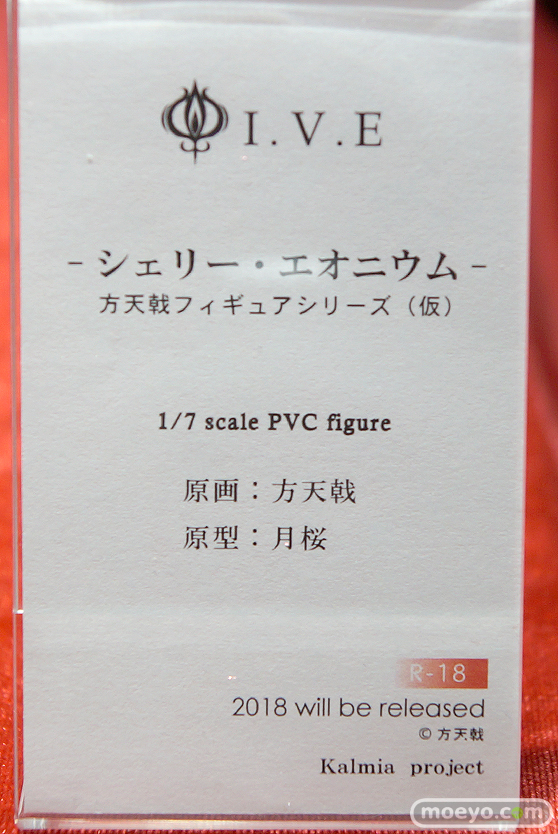 I.V.E
-シェリー・エオニウム-
方天戟フィギュアシリーズ（仮）
1/7 scale PVC figure
原画：方天戟
原型：月桜
R-18
2018 will be released
© 方天戟
Kalmia project
moeyo.com